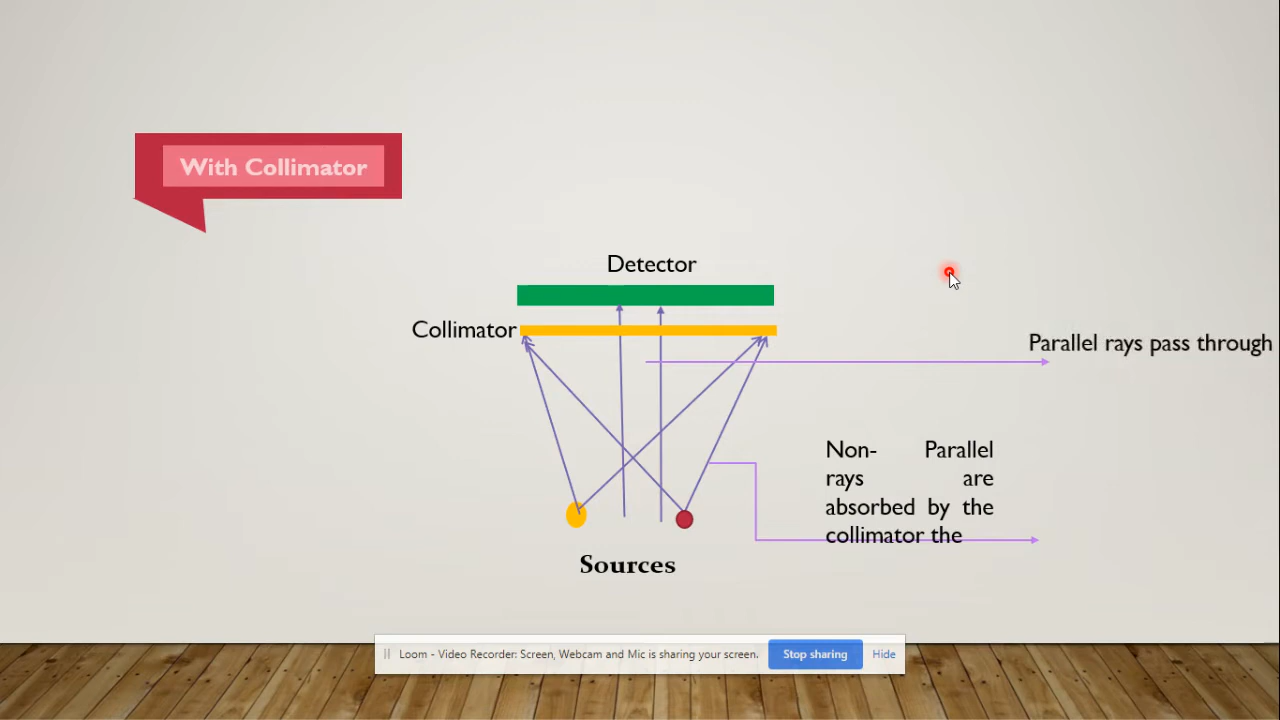 With Collimator
Detector
Collimator
Parallel rays pass through
Non- Parallel
rays are
absorbed by the
collimator the
Sources
Loom - Video Recorder: Screen, Webcam and Mic is sharing your screen.
Stop sharing
Hide